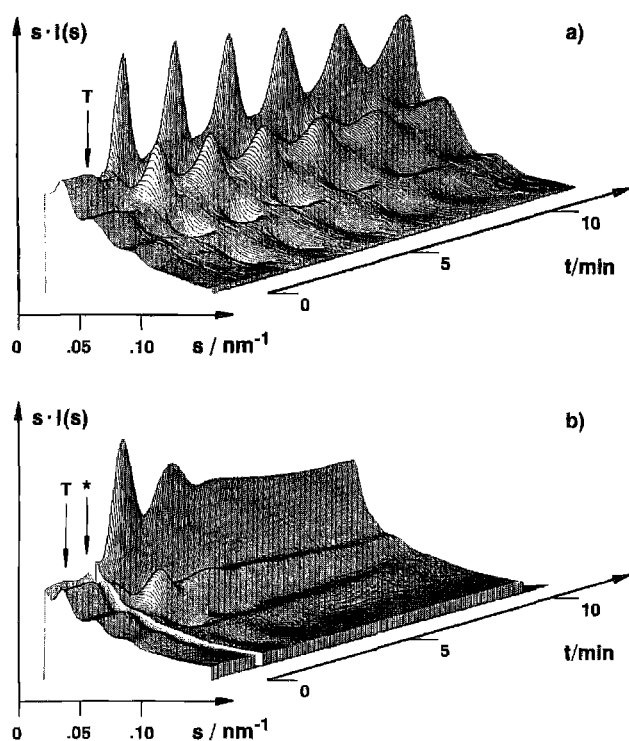 s · I(s)
a)
T
10
5
t/min
0
0
.05
.10
s / nm-1
s · I(s)
b)
T *
10
5
t/min
0
0
.05
.10
s / nm-1